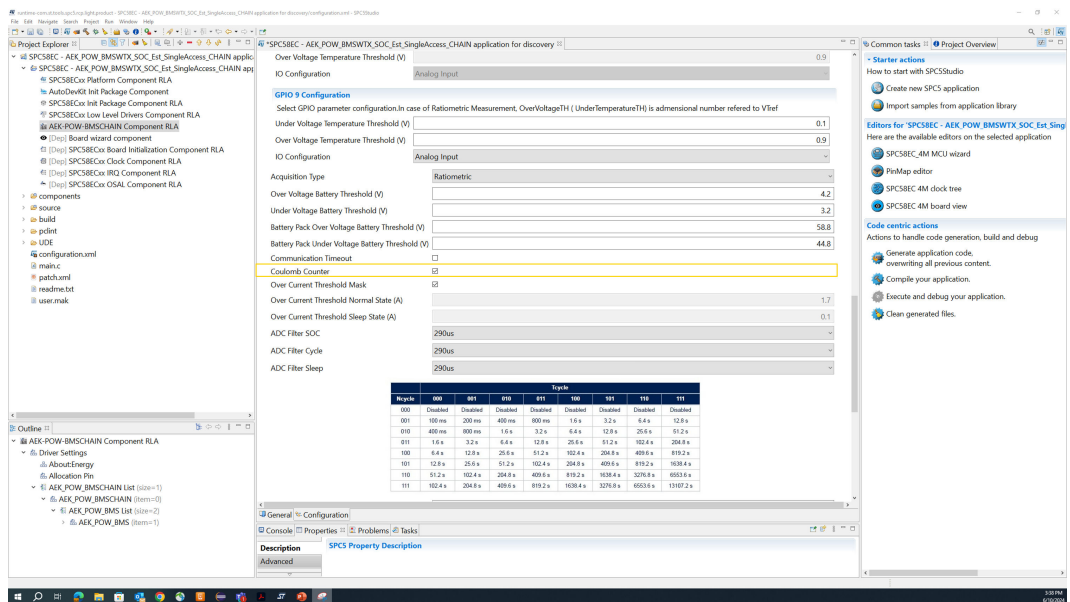 runtime-com.st.tools.spc5.rcp.light.product - SPC58EC - AEK_POW_BMSWTX_SOC_Est_SingleAccess_CHAIN application for discovery/configuration.xml - SPC5Studio
File Edit Navigate Search Project Run Window Help
Project Explorer
SPC58EC - AEK_POW_BMSWTX_SOC_Est_SingleAccess_CHAIN applic
SPC58EC - AEK_POW_BMSWTX_SOC_Est_SingleAccess_CHAIN app
SPC58ECxx Platform Component RLA
AutoDevKit Init Package Component
SPC58ECxx Init Package Component RLA
SPC58ECxx Low Level Drivers Component RLA
AEK-POW-BMSCHAIN Component RLA
[Dep] Board wizard component
[Dep] SPC58ECxx Board Initialization Component RLA
[Dep] SPC58ECxx Clock Component RLA
[Dep] SPC58ECxx IRQ Component RLA
[Dep] SPC58ECxx OSAL Component RLA
components
source
build
pclint
UDE
configuration.xml
main.c
patch.xml
readme.txt
user.mak
Outline
AEK-POW-BMSCHAIN Component RLA
Driver Settings
About:Energy
Allocation Pin
AEK_POW_BMSCHAIN List (size=1)
AEK_POW_BMSCHAIN (item=0)
AEK_POW_BMS List (size=2)
AEK_POW_BMS (item=1)
*SPC58EC - AEK_POW_BMSWTX_SOC_Est_SingleAccess_CHAIN application for discovery
Over Voltage Temperature Threshold (V) 0.9
IO Configuration Analog Input
GPIO 9 Configuration
Select GPIO parameter configuration.In case of Ratiometric Measurement, OverVoltageTH ( UnderTemperatureTH) is admensional number refered to VTref
Under Voltage Temperature Threshold (V) 0.1
Over Voltage Temperature Threshold (V) 0.9
IO Configuration Analog Input
Acquisition Type Ratiometric
Over Voltage Battery Threshold (V) 4.2
Under Voltage Battery Threshold (V) 3.2
Battery Pack Over Voltage Battery Threshold (V) 58.8
Battery Pack Under Voltage Battery Threshold (V) 44.8
Communication Timeout
Coulomb Counter
Over Current Threshold Mask
Over Current Threshold Normal State (A) 1.7
Over Current Threshold Sleep State (A) 0.1
ADC Filter SOC 290us
ADC Filter Cycle 290us
ADC Filter Sleep 290us
Tcycle
Ncycle 000 001 010 011 100 101 110 111
000 Disabled Disabled Disabled Disabled Disabled Disabled Disabled Disabled
001 100 ms 200 ms 400 ms 800 ms 1.6 s 3.2 s 6.4 s 12.8 s
010 400 ms 800 ms 1.6 s 3.2 s 6.4 s 12.8 s 25.6 s 51.2 s
011 1.6 s 3.2 s 6.4 s 12.8 s 25.6 s 51.2 s 102.4 s 204.8 s
100 6.4 s 12.8 s 25.6 s 51.2 s 102.4 s 204.8 s 409.6 s 819.2 s
101 12.8 s 25.6 s 51.2 s 102.4 s 204.8 s 409.6 s 819.2 s 1638.4 s
110 51.2 s 102.4 s 204.8 s 409.6 s 819.2 s 1638.4 s 3276.8 s 6553.6 s
111 102.4 s 204.8 s 409.6 s 819.2 s 1638.4 s 3276.8 s 6553.6 s 13107.2 s
General Configuration
Console Properties Problems Tasks
Description SPC5 Property Description
Advanced
Common tasks Project Overview
Starter actions
How to start with SPC5Studio
Create new SPC5 application
Import samples from application library
Editors for 'SPC58EC - AEK_POW_BMSWTX_SOC_Est_Singl
Here are the available editors on the selected application
SPC58EC_4M MCU wizard
PinMap editor
SPC58EC 4M clock tree
SPC58EC 4M board view
Code centric actions
Actions to handle code generation, build and debug
Generate application code,
overwriting all previous content.
Compile your application.
Execute and debug your application.
Clean generated files.
5:08 PM
6/10/2024